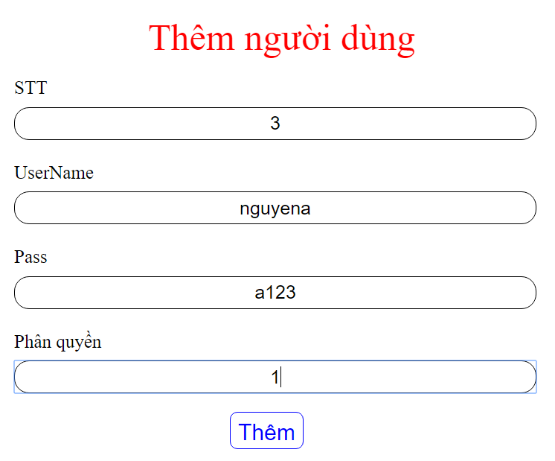 Thêm người dùng
STT
3
UserName
nguyena
Pass
a123
Phân quyền
1
Thêm